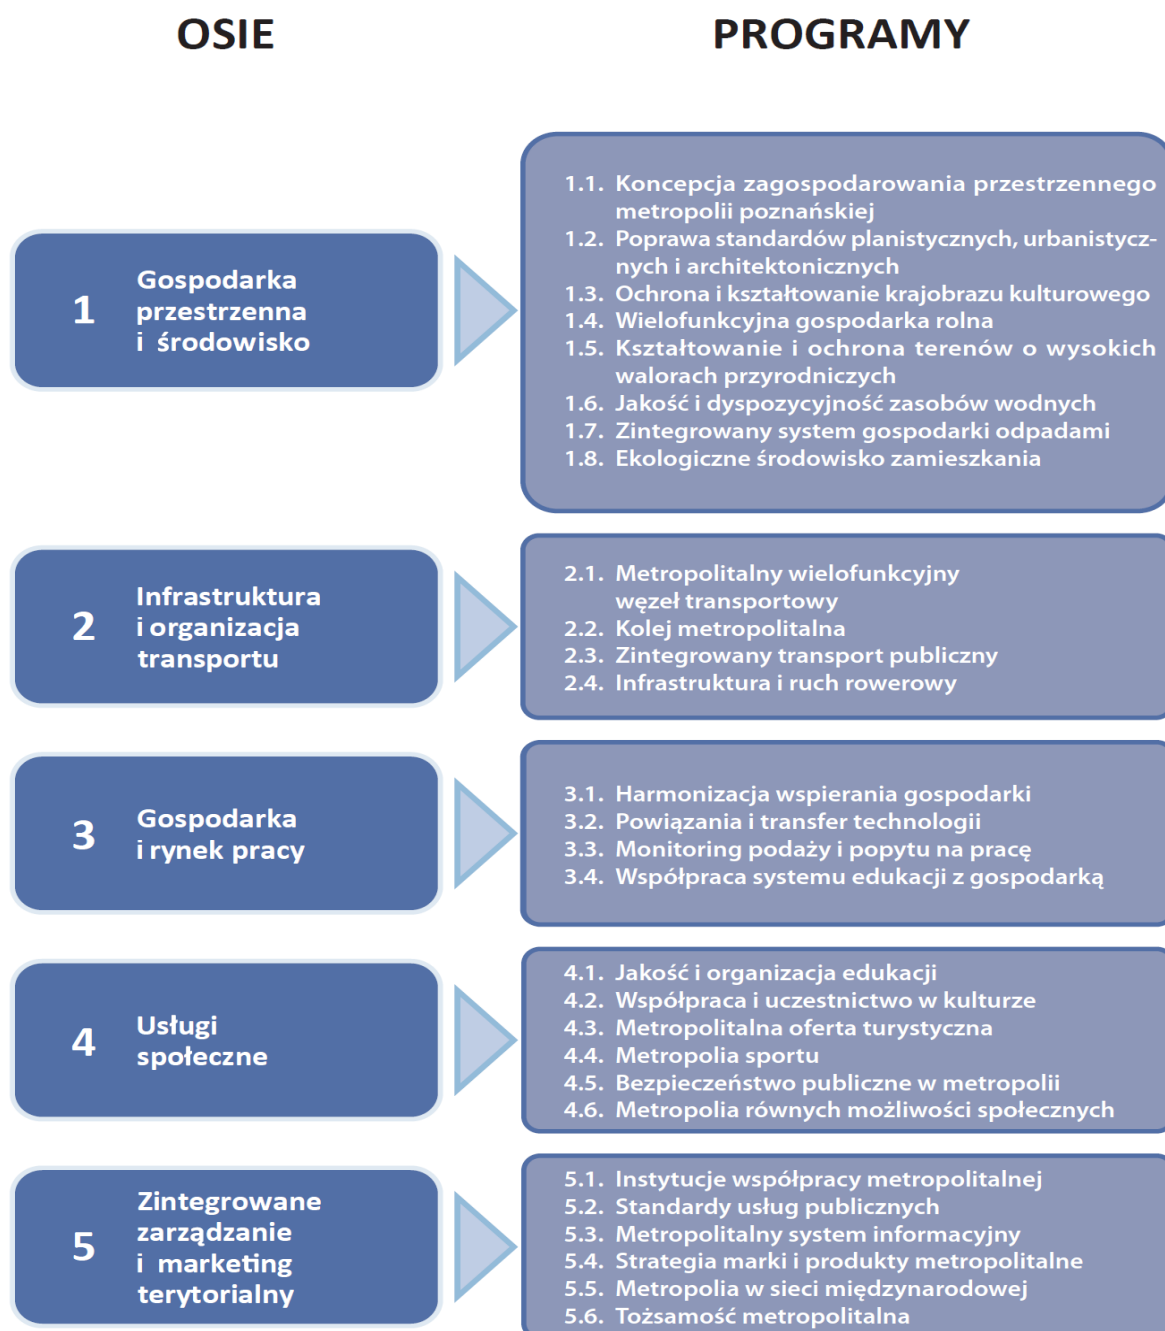 OSIE
PROGRAMY
1
Gospodarka
przestrzenna
i środowisko
1.1. Koncepcja zagospodarowania przestrzennego
metropolii poznańskiej
1.2. Poprawa standardów planistycznych, urbanistycz-
nych i architektonicznych
1.3. Ochrona i kształtowanie krajobrazu kulturowego
1.4. Wielofunkcyjna gospodarka rolna
1.5. Kształtowanie i ochrona terenów o wysokich
walorach przyrodniczych
1.6. Jakość i dyspozycyjność zasobów wodnych
1.7. Zintegrowany system gospodarki odpadami
1.8. Ekologiczne środowisko zamieszkania
2
Infrastruktura
i organizacja
transportu
2.1. Metropolitalny wielofunkcyjny
węzeł transportowy
2.2. Kolej metropolitalna
2.3. Zintegrowany transport publiczny
2.4. Infrastruktura i ruch rowerowy
3
Gospodarka
i rynek pracy
3.1. Harmonizacja wspierania gospodarki
3.2. Powiązania i transfer technologii
3.3. Monitoring podaży i popytu na pracę
3.4. Współpraca systemu edukacji z gospodarką
4
Usługi
społeczne
4.1. Jakość i organizacja edukacji
4.2. Współpraca i uczestnictwo w kulturze
4.3. Metropolitalna oferta turystyczna
4.4. Metropolia sportu
4.5. Bezpieczeństwo publiczne w metropolii
4.6. Metropolia równych możliwości społecznych
5
Zintegrowane
zarządzanie
i marketing
terytorialny
5.1. Instytucje współpracy metropolitalnej
5.2. Standardy usług publicznych
5.3. Metropolitalny system informacyjny
5.4. Strategia marki i produkty metropolitalne
5.5. Metropolia w sieci międzynarodowej
5.6. Tożsamość metropolitalna